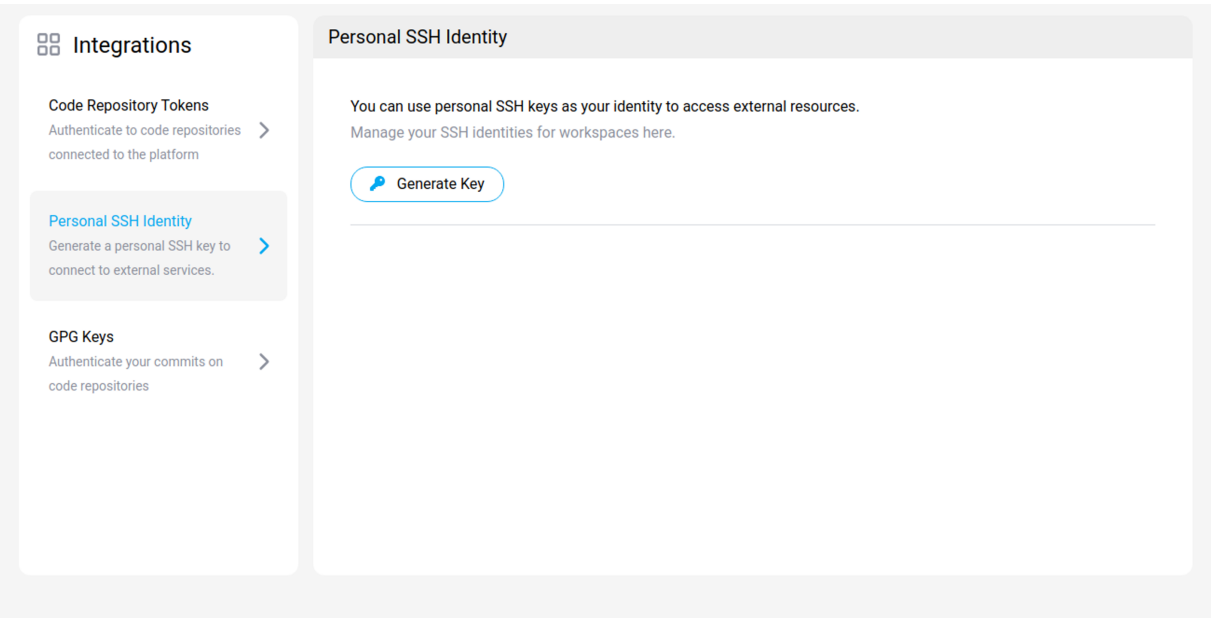 Integrations
Code Repository Tokens
Authenticate to code repositories
connected to the platform
Personal SSH Identity
Generate a personal SSH key to
connect to external services.
GPG Keys
Authenticate your commits on
code repositories
Personal SSH Identity
You can use personal SSH keys as your identity to access external resources.
Manage your SSH identities for workspaces here.
Generate Key